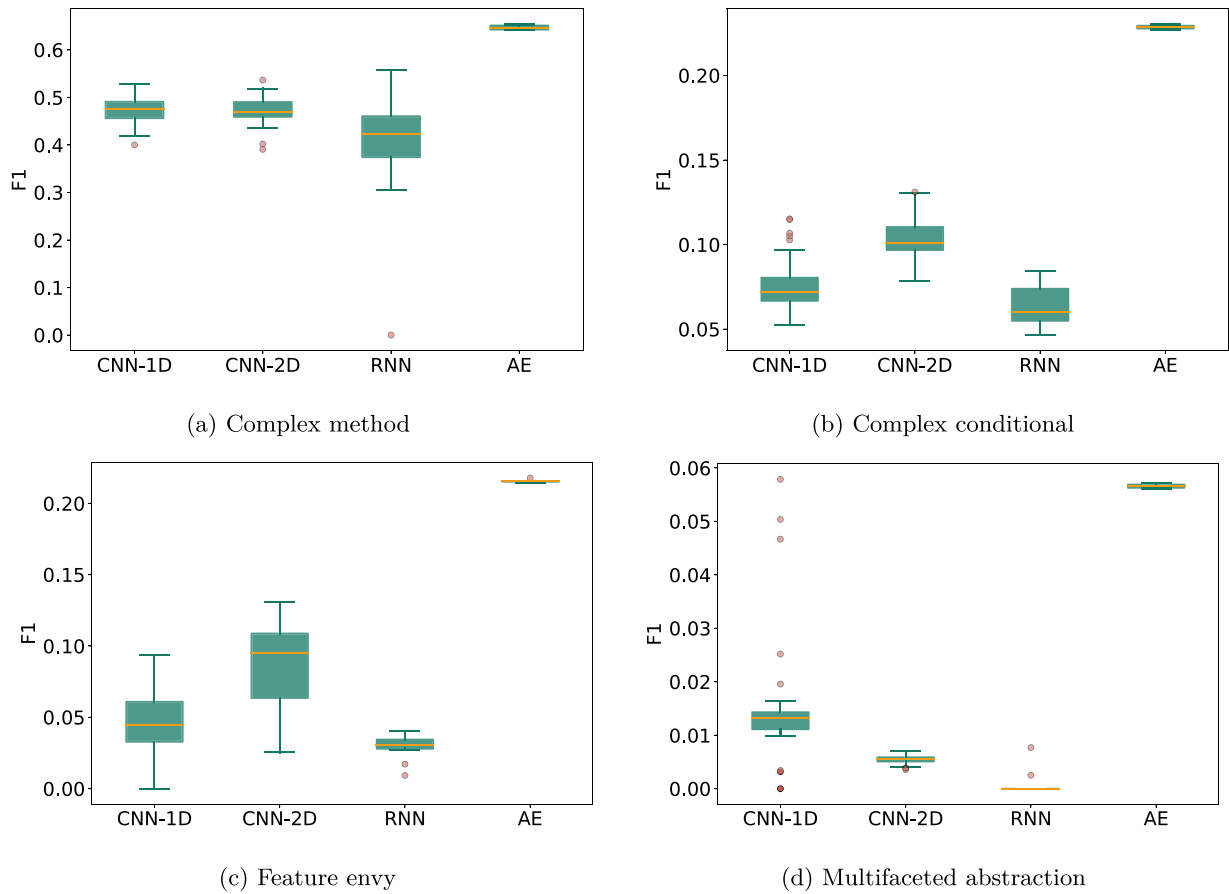 0.6
0.5
0.4
0.3
0.2
0.1
0.0
F1
CNN-1D CNN-2D RNN AE
(a) Complex method
0.20
0.15
0.10
0.05
F1
CNN-1D CNN-2D RNN AE
(b) Complex conditional
0.20
0.15
0.10
0.05
0.00
F1
CNN-1D CNN-2D RNN AE
(c) Feature envy
0.06
0.05
0.04
0.03
0.02
0.01
0.00
F1
CNN-1D CNN-2D RNN AE
(d) Multifaceted abstraction